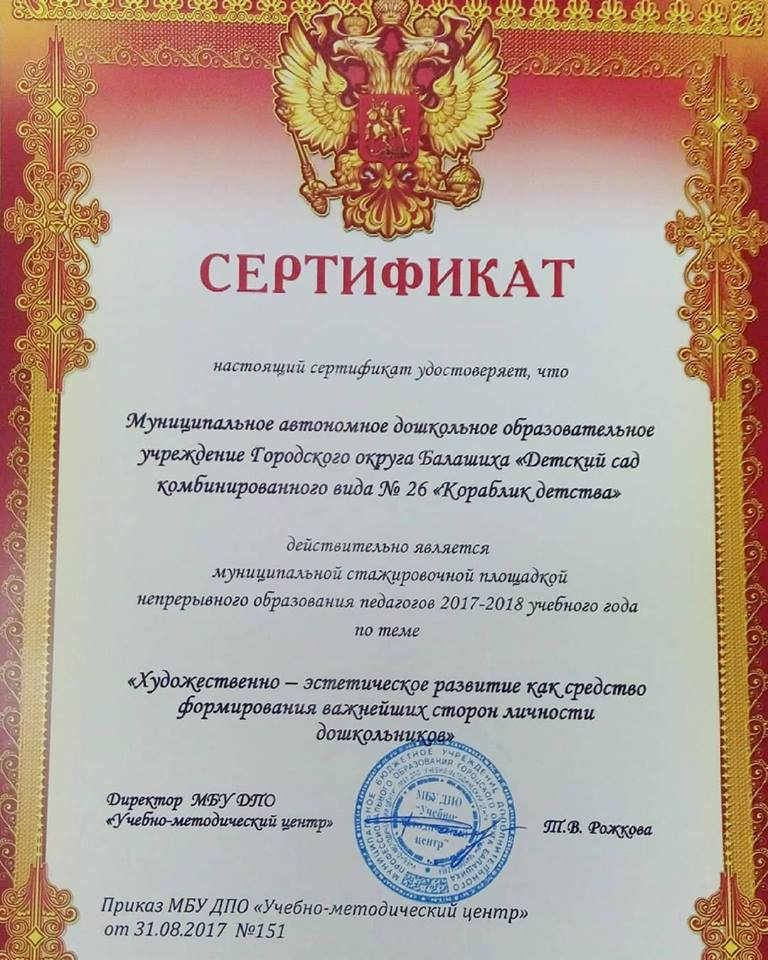 СЕРТИФИКАТ
настоящий сертификат удостоверяет, что
Муниципальное автономное дошкольное образовательное
учреждение Городского округа Балашиха «Детский сад
комбинированного вида № 26 «Кораблик детства»
действительно является
муниципальной стажировочной площадкой
непрерывного образования педагогов 2017-2018 учебного года
по теме
«Художественно – эстетическое развитие как средство
формирования важнейших сторон личности
дошкольников»
Директор МБУ ДПО
«Учебно-методический центр»
МБУ ДПО
"Учебно-
методический
центр"
Т.В. Рожкова
Приказ МБУ ДПО «Учебно-методический центр»
от 31.08.2017 №151